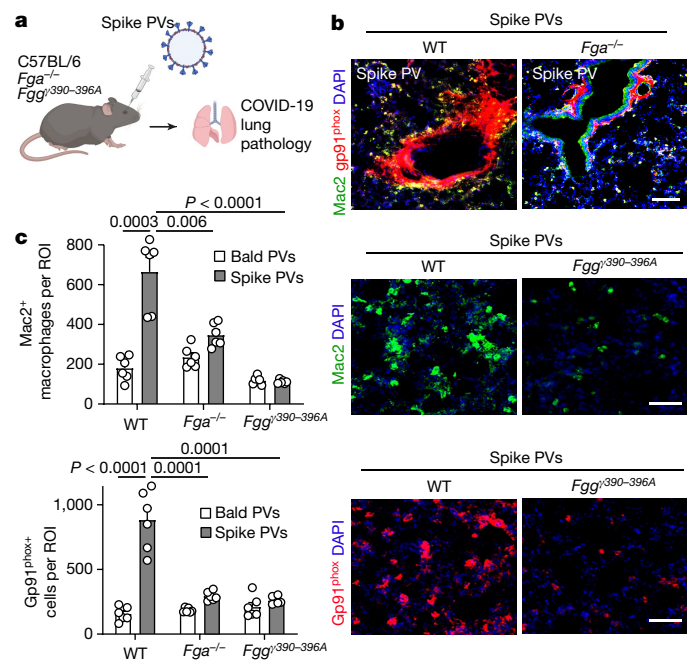 a
Spike PVs
C57BL/6
Fga–/–
Fggγ390–396A
COVID-19
lung
pathology
b
Spike PVs
WT
Fga–/–
Spike PV
Spike PV
Mac2 gp91phox DAPI
Spike PVs
WT
Fggγ390–396A
Mac2 DAPI
Spike PVs
WT
Fggγ390–396A
Gp91phox DAPI
c
P < 0.0001
0.0003
0.006
Bald PVs
Spike PVs
Mac2+
macrophages per ROI
800
600
400
200
0
WT
Fga–/–
Fggγ390–396A
0.0001
P < 0.0001
0.0001
Bald PVs
Spike PVs
Gp91phox+
cells per ROI
1,000
500
0
WT
Fga–/–
Fggγ390–396A